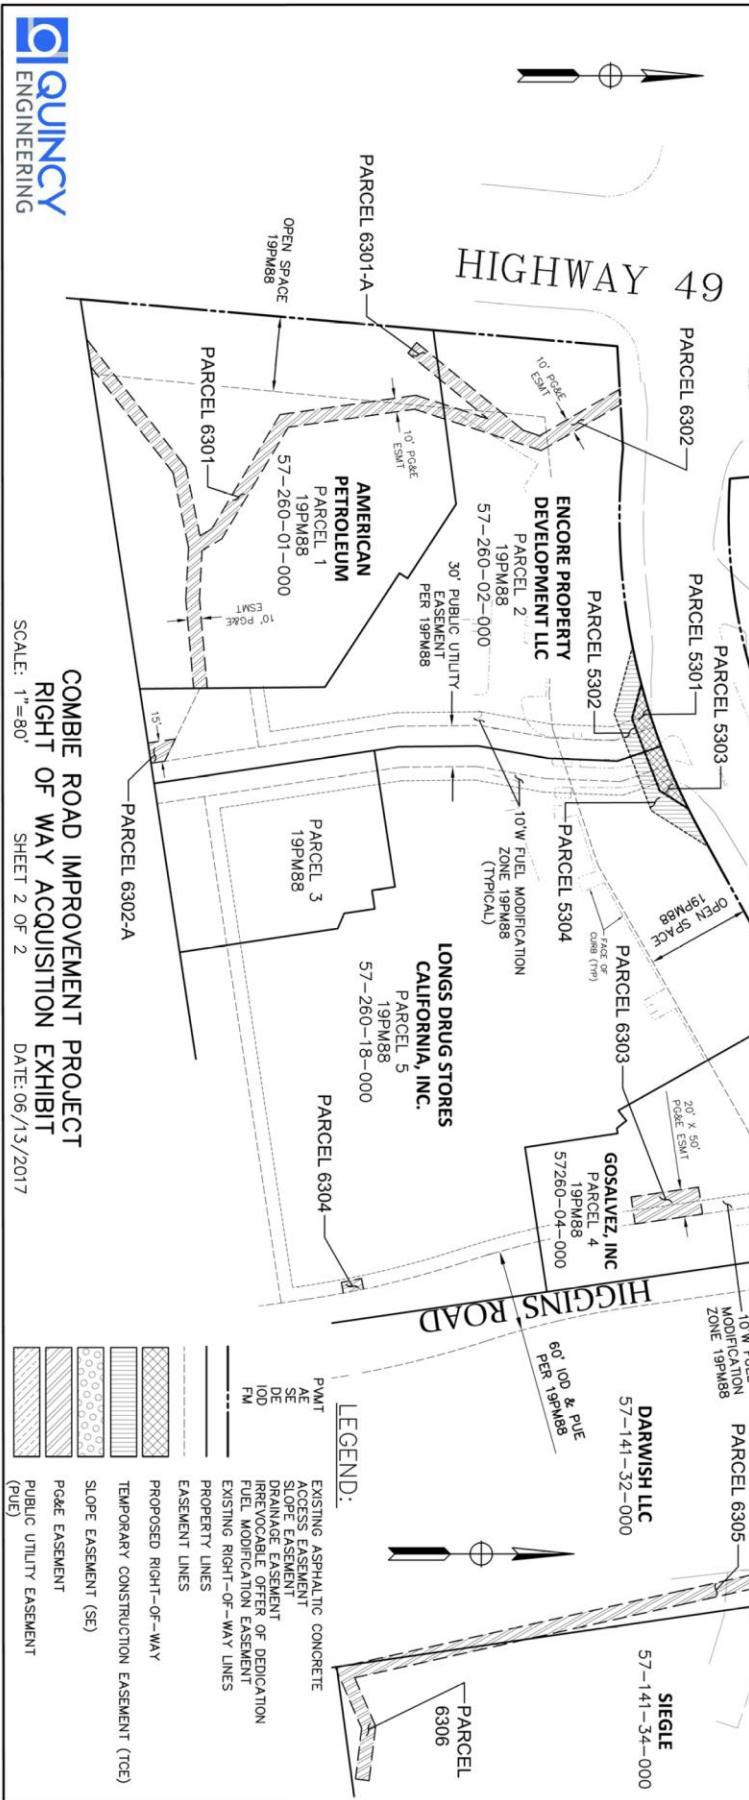 QUINCY
ENGINEERING
HIGHWAY 49
PARCEL 6301-A
OPEN SPACE
19PM88
PARCEL 6301
10' PG&E
ESMT
PARCEL 6302
10' PG&E
ESMT
AMERICAN
PETROLEUM
PARCEL 1
19PM88
57-260-01-000
10' PG&E
ESMT
ENCORE PROPERTY
DEVELOPMENT LLC
PARCEL 2
19PM88
57-260-02-000
30' PUBLIC UTILITY
EASEMENT
PER 19PM88
PARCEL 5302
PARCEL 5301
PARCEL 5303
PARCEL 5304
15'
PARCEL 6302-A
10'W FUEL MODIFICATION
ZONE 19PM88
(TYPICAL)
FACE OF
CURB (TYP)
OPEN SPACE
19PM88
PARCEL 3
19PM88
LONGS DRUG STORES
CALIFORNIA, INC.
PARCEL 5
19PM88
57-260-18-000
PARCEL 6303
20' X 50'
PG&E ESMT
GOSALVEZ, INC
PARCEL 4
19PM88
57260-04-000
PARCEL 6304
HIGGINS ROAD
10'W FUEL
MODIFICATION
ZONE 19PM88
60' IOD & PUE
PER 19PM88
DARWISH LLC
57-141-32-000
PARCEL 6305
SIEGLE
57-141-34-000
PARCEL
6306
LEGEND:
PVMT EXISTING ASPHALTIC CONCRETE
AE ACCESS EASEMENT
SE SLOPE EASEMENT
DE DRAINAGE EASEMENT
IOD IRREVOCABLE OFFER OF DEDICATION
FM FUEL MODIFICATION EASEMENT
EXISTING RIGHT-OF-WAY LINES
PROPERTY LINES
EASEMENT LINES
PROPOSED RIGHT-OF-WAY
TEMPORARY CONSTRUCTION EASEMENT (TCE)
SLOPE EASEMENT (SE)
PG&E EASEMENT
PUBLIC UTILITY EASEMENT
(PUE)
COMBIE ROAD IMPROVEMENT PROJECT
RIGHT OF WAY ACQUISITION EXHIBIT
SCALE: 1"=80' SHEET 2 OF 2 DATE: 06/13/2017